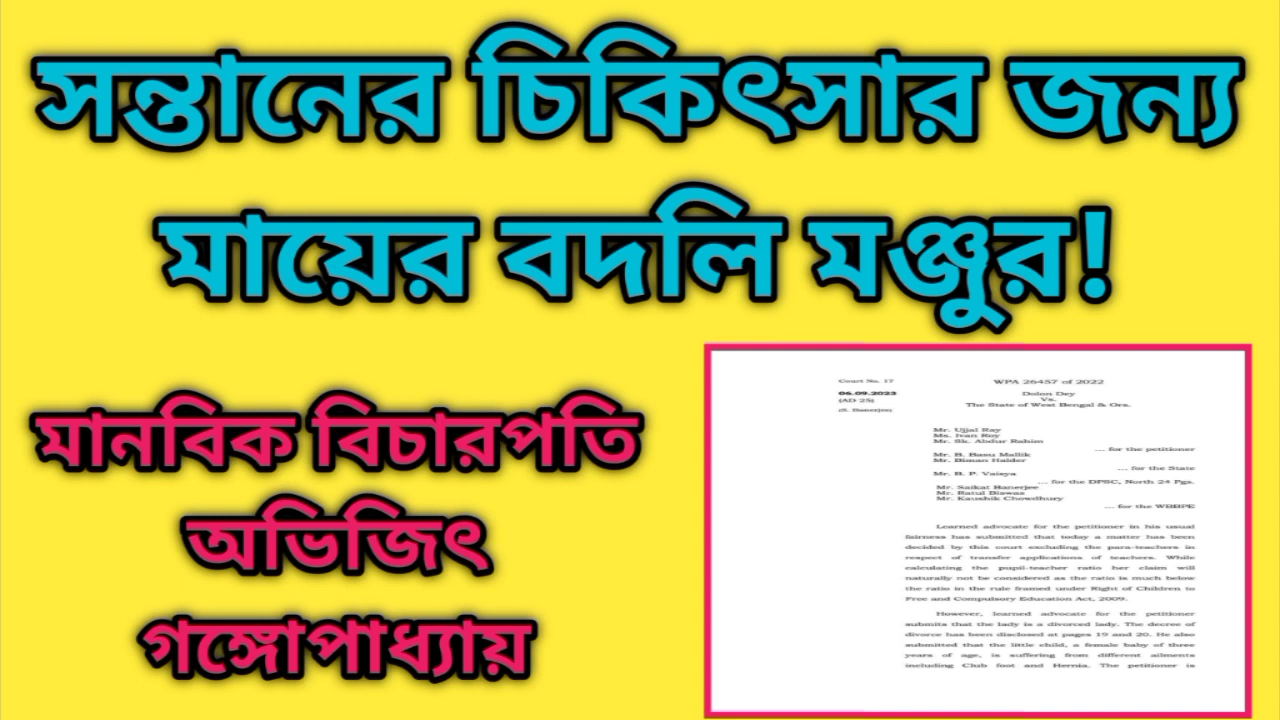 সন্তানের চিকিৎসার জন্য
মায়ের বদলি মঞ্জুর!
মানবিক বিচারপতি
অভিজিৎ
গঙ্গোপাধ্যায়
Court No. 17
WPA 26457 of 2022
06.09.2023
(AD 25)
(S. Banerjee)
Dolon Dey
Vs.
The State of West Bengal & Ors.
Mr. Ujjal Ray
Ms. Ivan Roy
Mr. Sk. Abdur Rahim
... for the petitioner
Mr. B. Basu Mallik
Mr. Biman Halder
... for the State
Mr. B. P. Vaisya
... for the DPSC, North 24 Pgs.
Mr. Saikat Banerjee
Mr. Ratul Biswas
Mr. Kaushik Chowdhury
... for the WBBPE
Learned advocate for the petitioner in his usual
fairness has submitted that today a matter has been
decided by this court excluding the para-teachers in
respect of transfer applications of teachers. While
calculating the pupil-teacher ratio her claim will
naturally not be considered as the ratio is much below
the ratio in the rule framed under Right of Children to
Free and Compulsory Education Act, 2009.
However, learned advocate for the petitioner
submits that the lady is a divorced lady. The decree of
divorce has been disclosed at pages 19 and 20. He also
submitted that the little child, a female baby of three
years of age, is suffering from different ailments
including Club foot and Hernia. The petitioner is